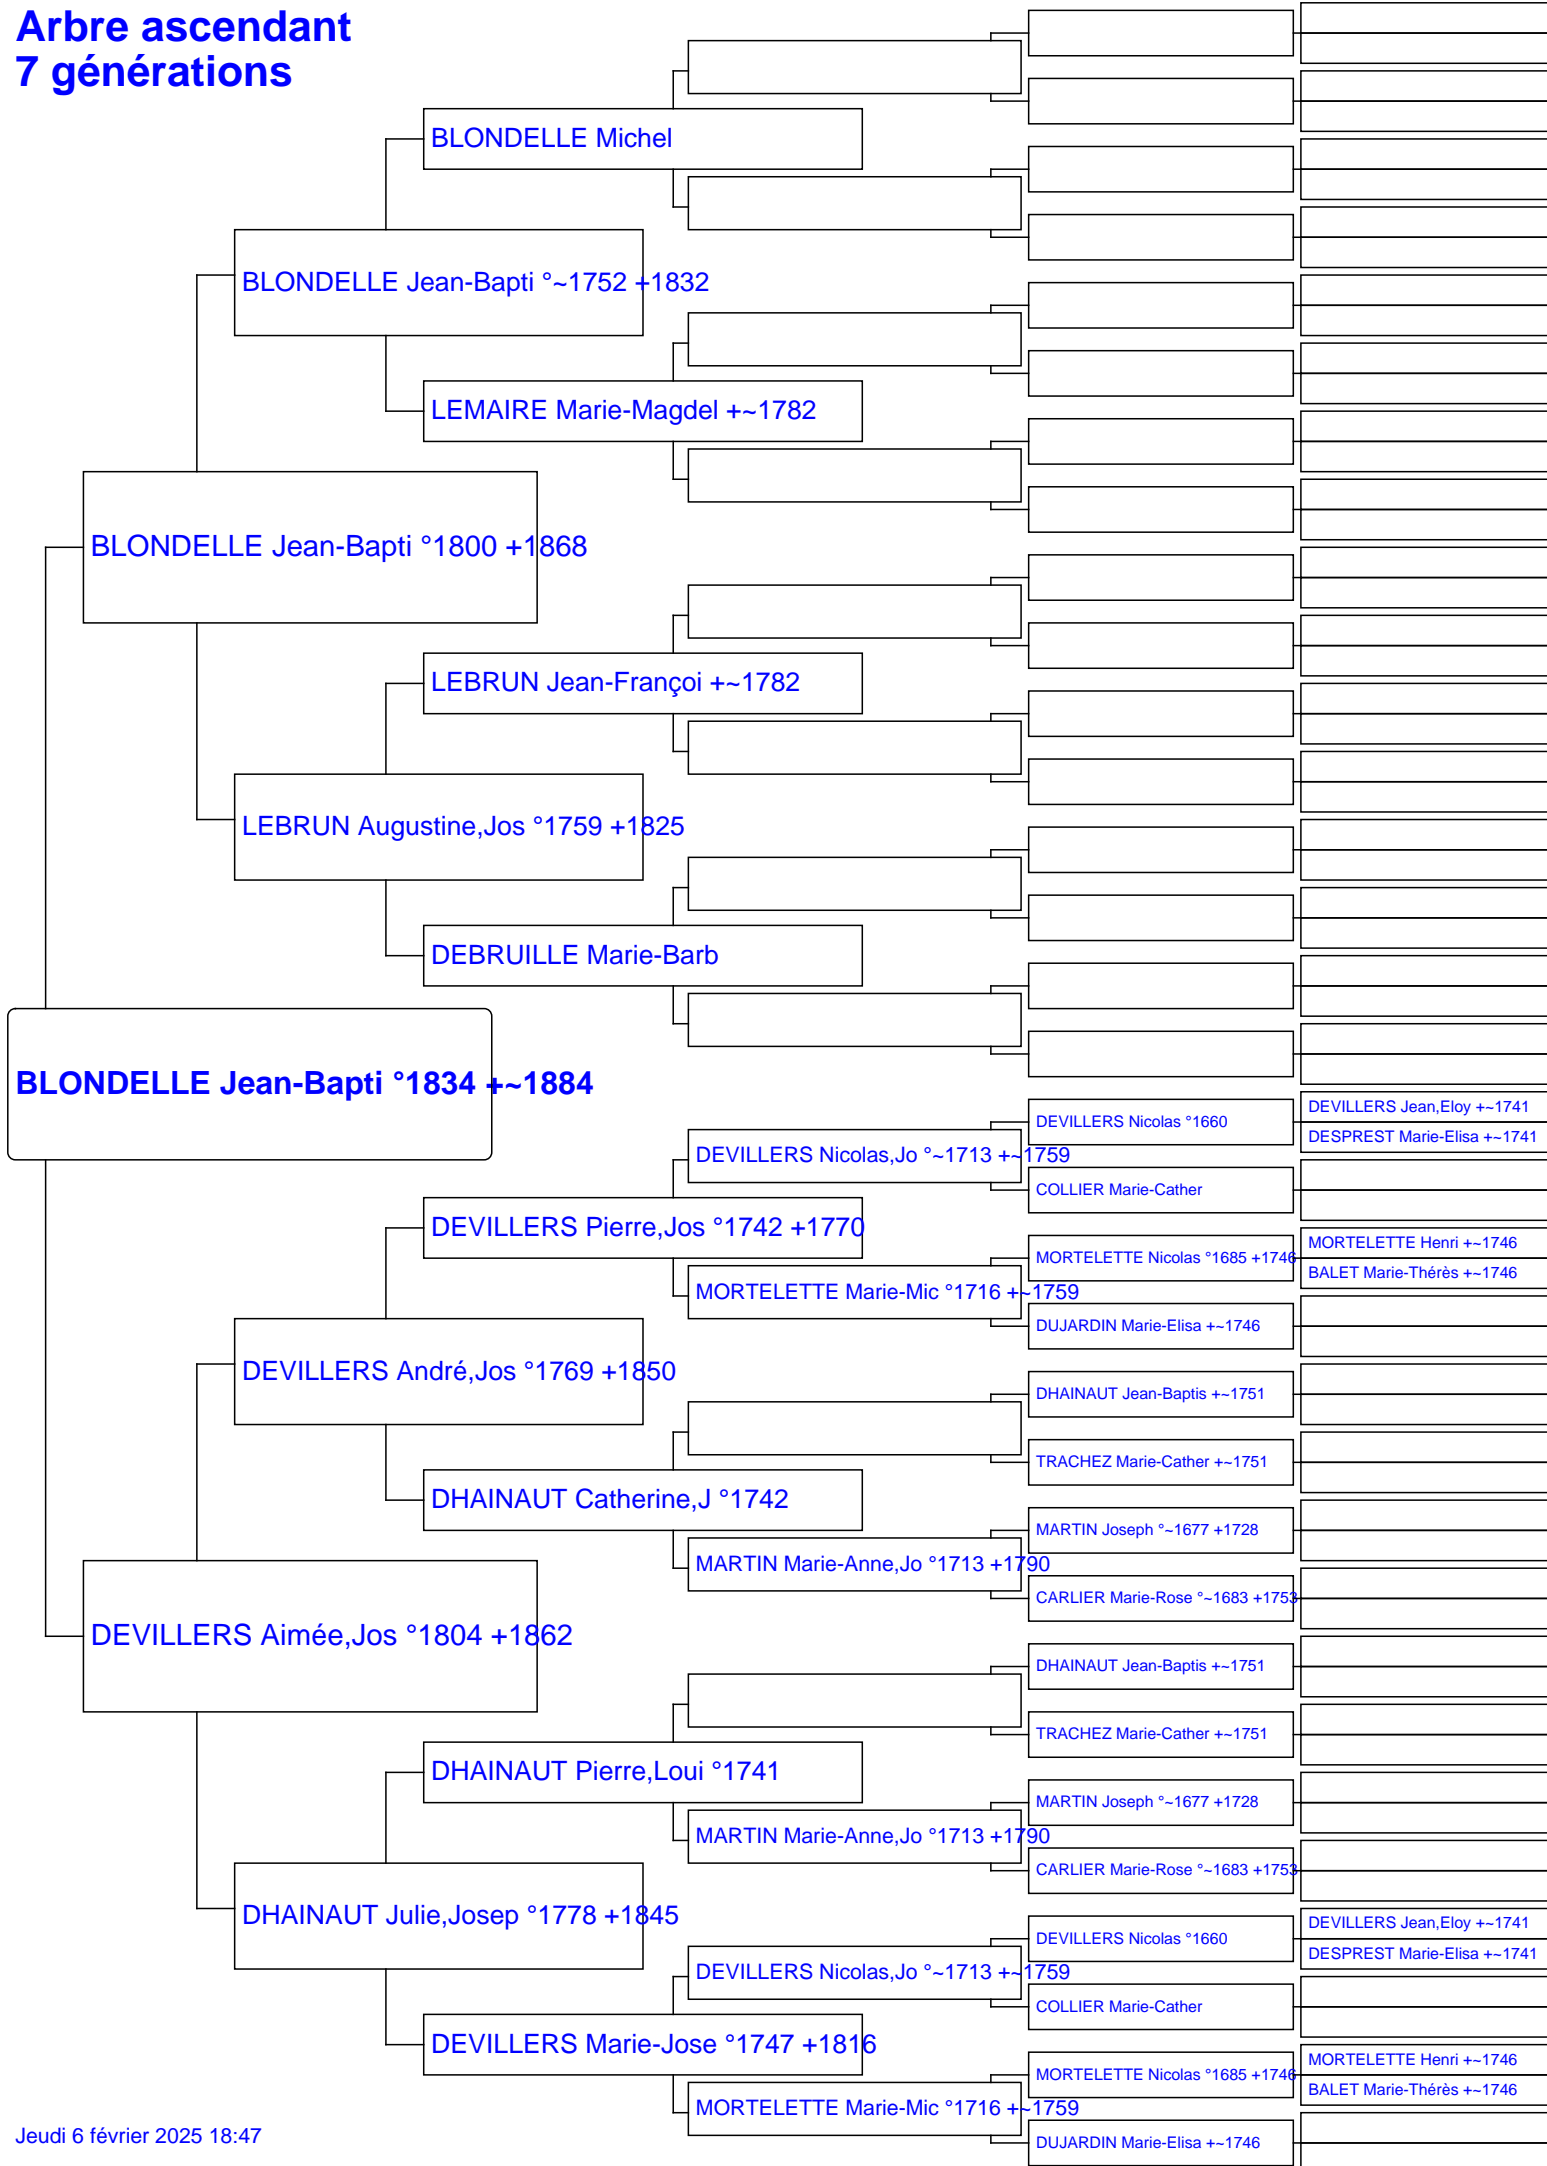 Arbre ascendant
7 générations
BLONDELLE Michel
BLONDELLE Jean-Bapti °~1752 +1832
LEMAIRE Marie-Magdel +~1782
BLONDELLE Jean-Bapti °1800 +1868
LEBRUN Jean-Françoi +~1782
LEBRUN Augustine,Jos °1759 +1825
DEBRUILLE Marie-Barb
BLONDELLE Jean-Bapti °1834 +~1884
DEVILLERS Jean,Eloy +~1741
DEVILLERS Nicolas °1660
DESPREST Marie-Elisa +~1741
DEVILLERS Nicolas,Jo °~1713 +~1759
COLLIER Marie-Cather
DEVILLERS Pierre,Jos °1742 +1770
MORTELETTE Henri +~1746
MORTELETTE Nicolas °1685 +1746
BALET Marie-Thérès +~1746
MORTELETTE Marie-Mic °1716 +~1759
DUJARDIN Marie-Elisa +~1746
DEVILLERS André,Jos °1769 +1850
DHAINAUT Jean-Baptis +~1751
TRACHEZ Marie-Cather +~1751
DHAINAUT Catherine,J °1742
MARTIN Joseph °~1677 +1728
MARTIN Marie-Anne,Jo °1713 +1790
CARLIER Marie-Rose °~1683 +1753
DEVILLERS Aimée,Jos °1804 +1862
DHAINAUT Jean-Baptis +~1751
TRACHEZ Marie-Cather +~1751
DHAINAUT Pierre,Loui °1741
MARTIN Joseph °~1677 +1728
MARTIN Marie-Anne,Jo °1713 +1790
CARLIER Marie-Rose °~1683 +1753
DHAINAUT Julie,Josep °1778 +1845
DEVILLERS Jean,Eloy +~1741
DEVILLERS Nicolas °1660
DESPREST Marie-Elisa +~1741
DEVILLERS Nicolas,Jo °~1713 +~1759
COLLIER Marie-Cather
DEVILLERS Marie-Jose °1747 +1816
MORTELETTE Henri +~1746
MORTELETTE Nicolas °1685 +1746
BALET Marie-Thérès +~1746
MORTELETTE Marie-Mic °1716 +~1759
DUJARDIN Marie-Elisa +~1746
Jeudi 6 février 2025 18:47